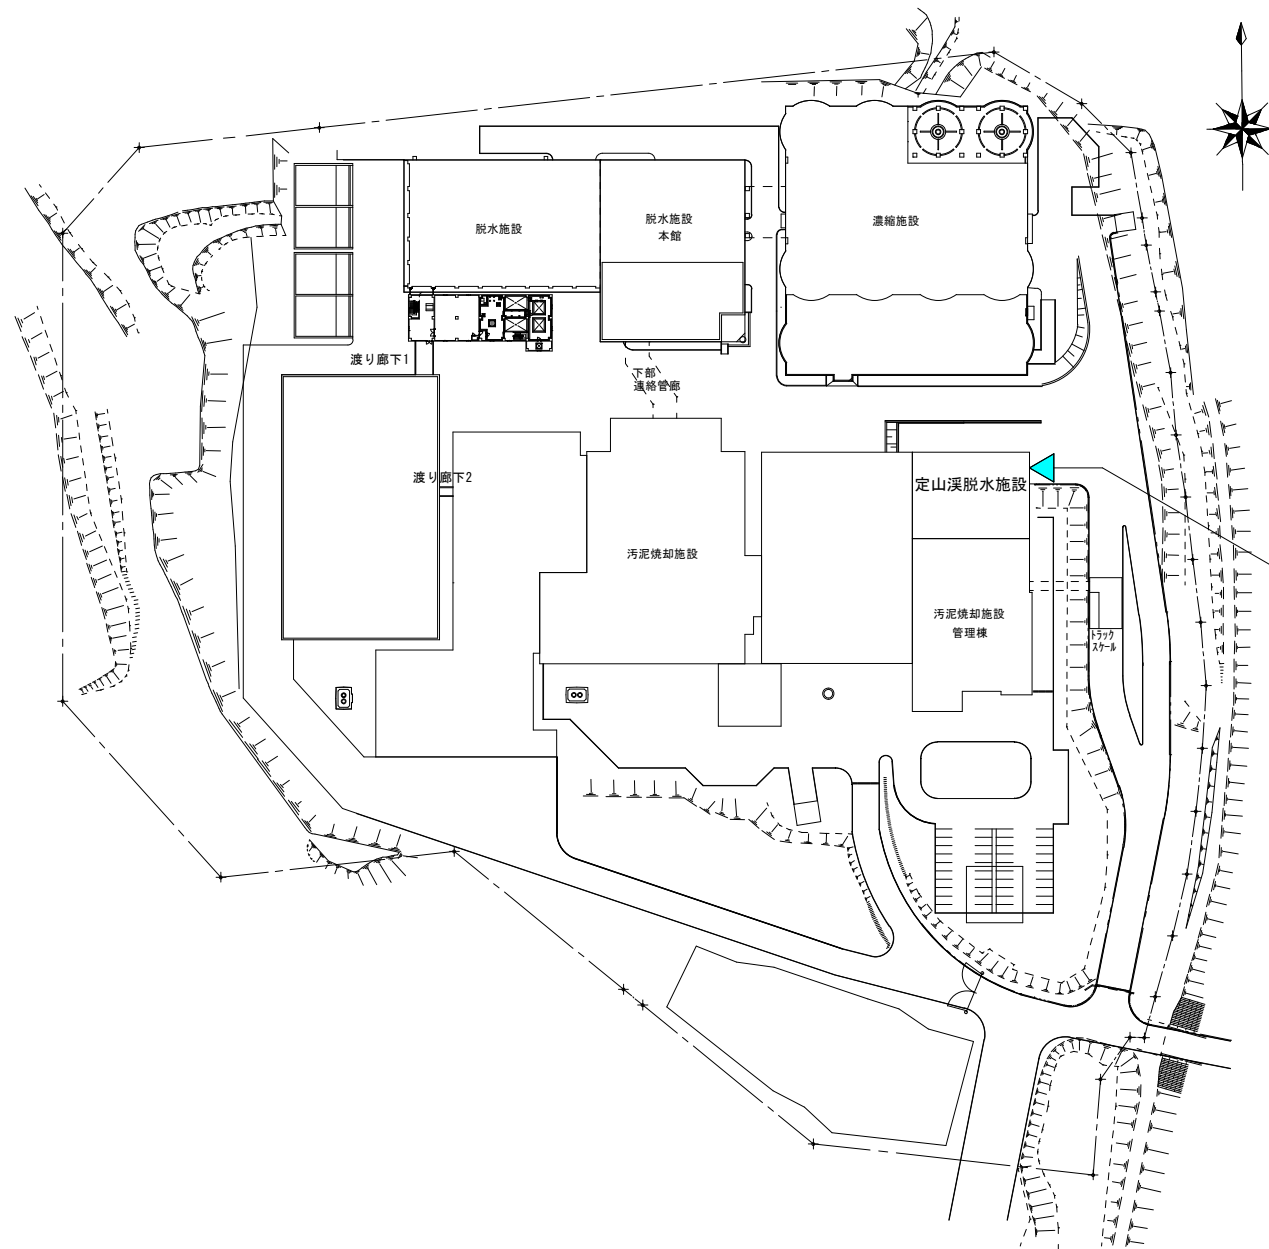 脱水施設
脱水施設
本館
濃縮施設
渡り廊下1
下部
連絡管廊
渡り廊下2
定山渓脱水施設
汚泥焼却施設
汚泥焼却施設
管理棟
トラック
スケール